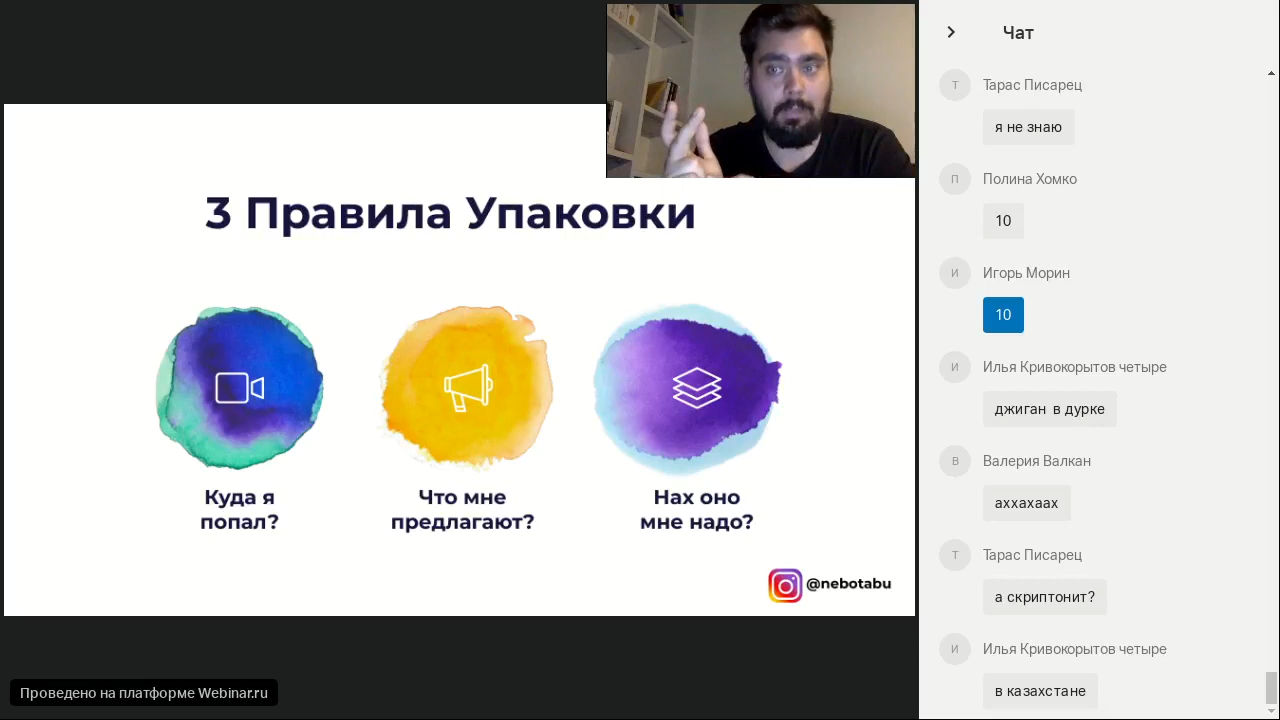 3 Правила Упаковки
Куда я
попал?
Что мне
предлагают?
Нах оно
мне надо?
@nebotabu
Проведено на платформе Webinar.ru
Чат
Т
Тарас Писарец
я не знаю
П
Полина Хомко
10
И
Игорь Морин
10
И
Илья Кривокорытов четыре
джиган в дурке
В
Валерия Валкан
аххахаах
Т
Тарас Писарец
а скриптонит?
И
Илья Кривокорытов четыре
в казахстане